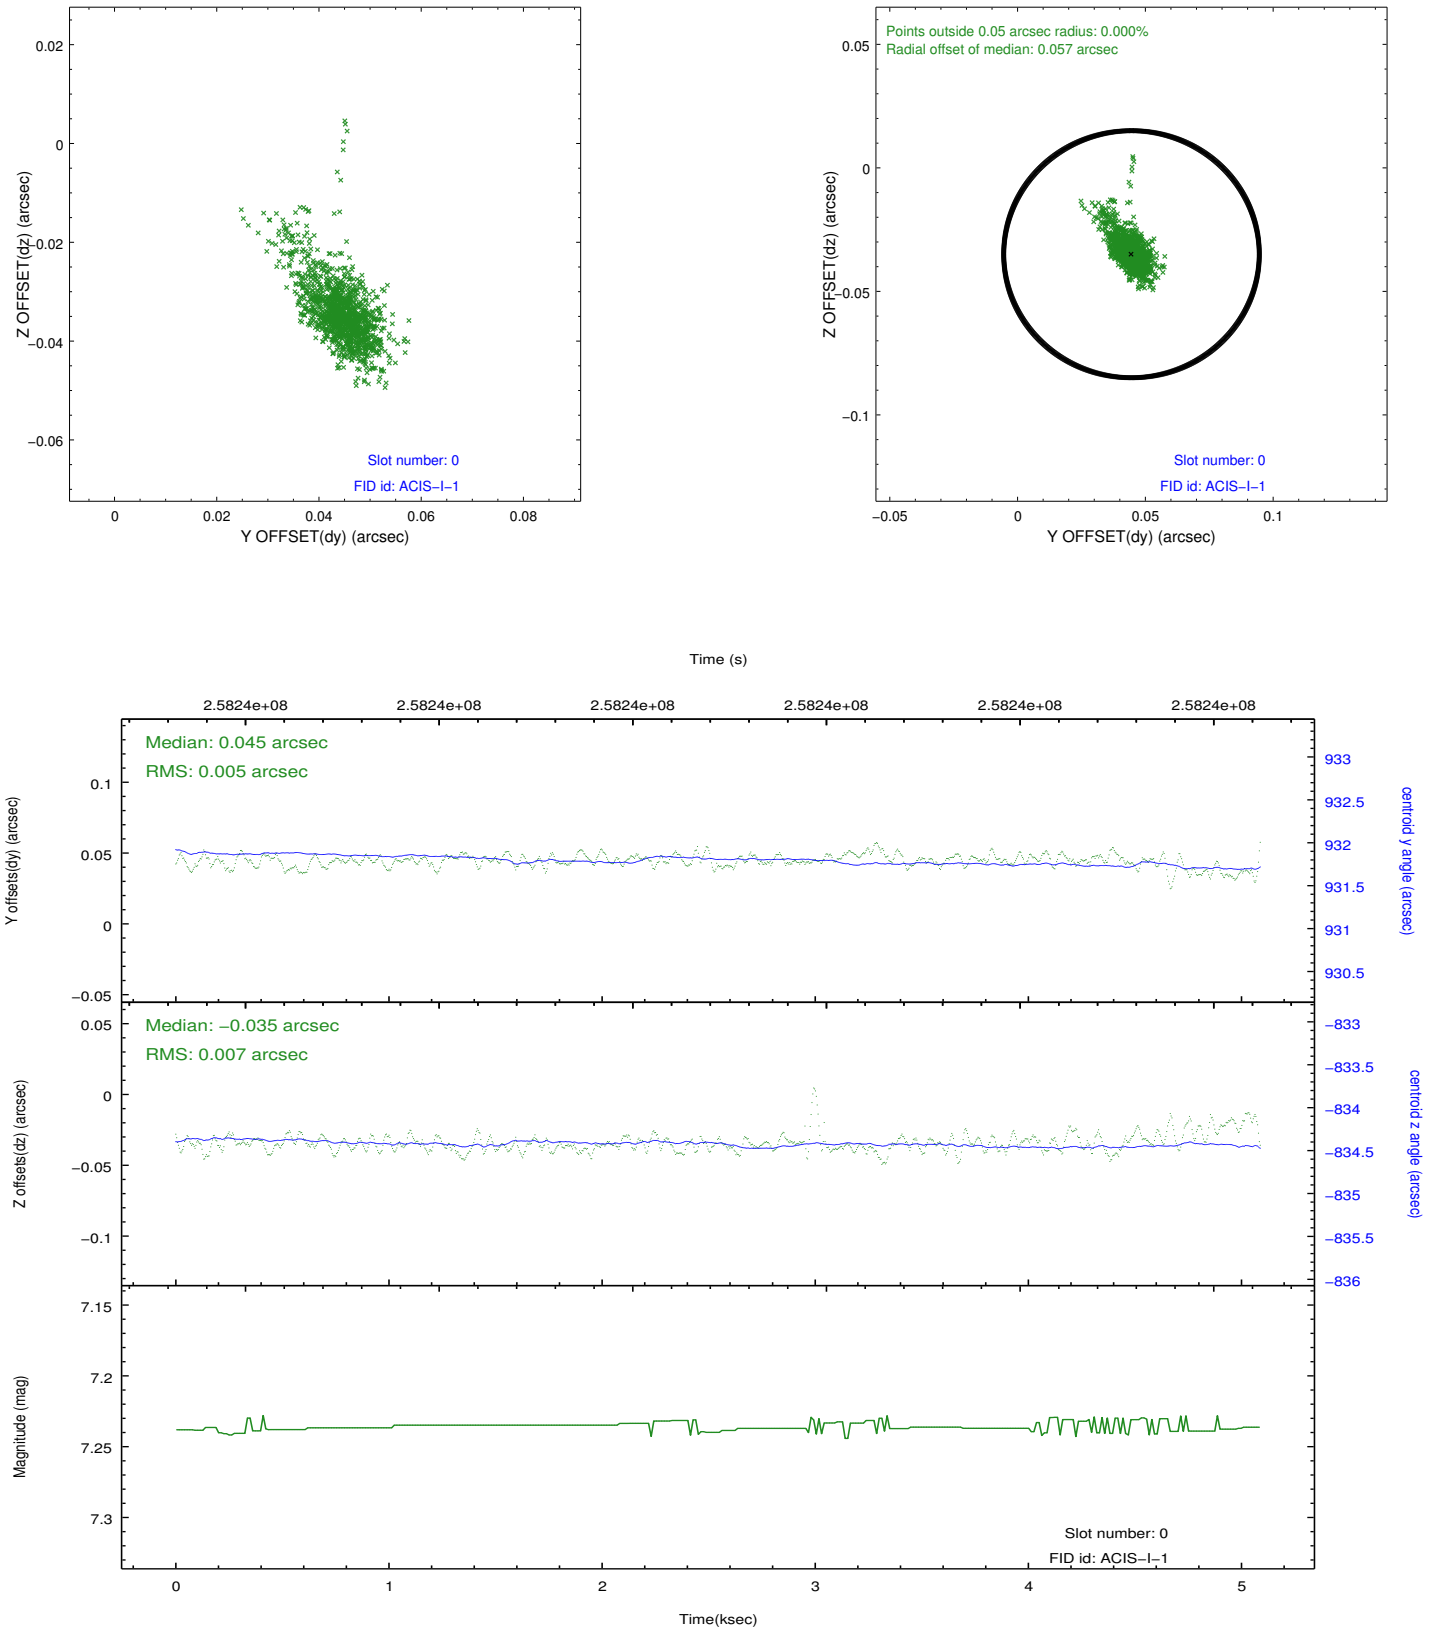 0.02
0
−0.02
−0.04
−0.06
Z OFFSET(dz) (arcsec)
Slot number: 0
FID id: ACIS−I−1
0
0.02
0.04
0.06
0.08
Y OFFSET(dy) (arcsec)
Points outside 0.05 arcsec radius: 0.000%
Radial offset of median: 0.057 arcsec
0.05
0
−0.05
−0.1
Z OFFSET(dz) (arcsec)
Slot number: 0
FID id: ACIS−I−1
−0.05
0
0.05
0.1
Y OFFSET(dy) (arcsec)
Time (s)
2.5824e+08 2.5824e+08 2.5824e+08 2.5824e+08 2.5824e+08 2.5824e+08
Median: 0.045 arcsec
RMS: 0.005 arcsec
0.1
0.05
0
−0.05
Y offsets(dy) (arcsec)
933
932.5
932
931.5
931
930.5
centroid y angle (arcsec)
Median: −0.035 arcsec
RMS: 0.007 arcsec
0.05
0
−0.05
−0.1
Z offsets(dz) (arcsec)
−833
−833.5
−834
−834.5
−835
−835.5
−836
centroid z angle (arcsec)
7.15
7.2
7.25
7.3
Magnitude (mag)
Slot number: 0
FID id: ACIS−I−1
0 1 2 3 4 5
Time(ksec)